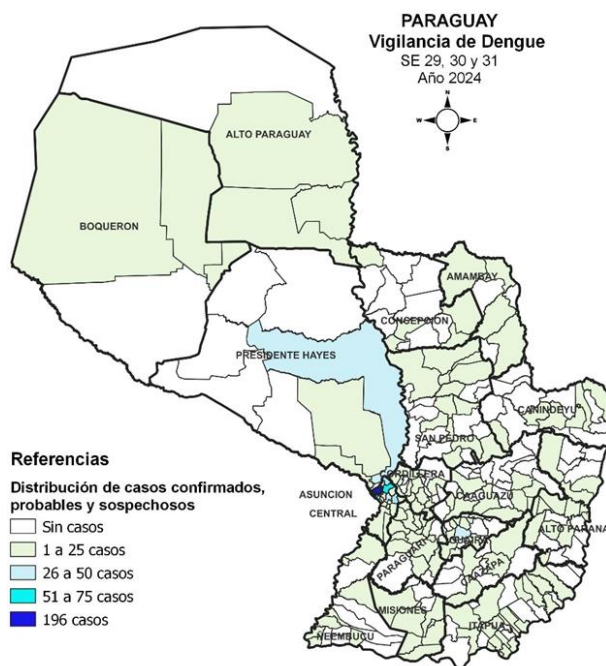 PARAGUAY
Vigilancia de Dengue
SE 29, 30 y 31
Año 2024
N
W
E
S
ALTO PARAGUAY
BOQUERON
AMAMBAY
CONCEPCION
PRESIDENTE HAYES
CANINDEYU
SAN PEDRO
CORDILLERA
CAAGUAZU
ASUNCION
CENTRAL
ALTO PARANA
GUAIRA
PARAGUARI
CAAZAPA
MISIONES
ITAPUA
ÑEEMBUCU
Referencias
Distribución de casos confirmados,
probables y sospechosos
Sin casos
1 a 25 casos
26 a 50 casos
51 a 75 casos
196 casos